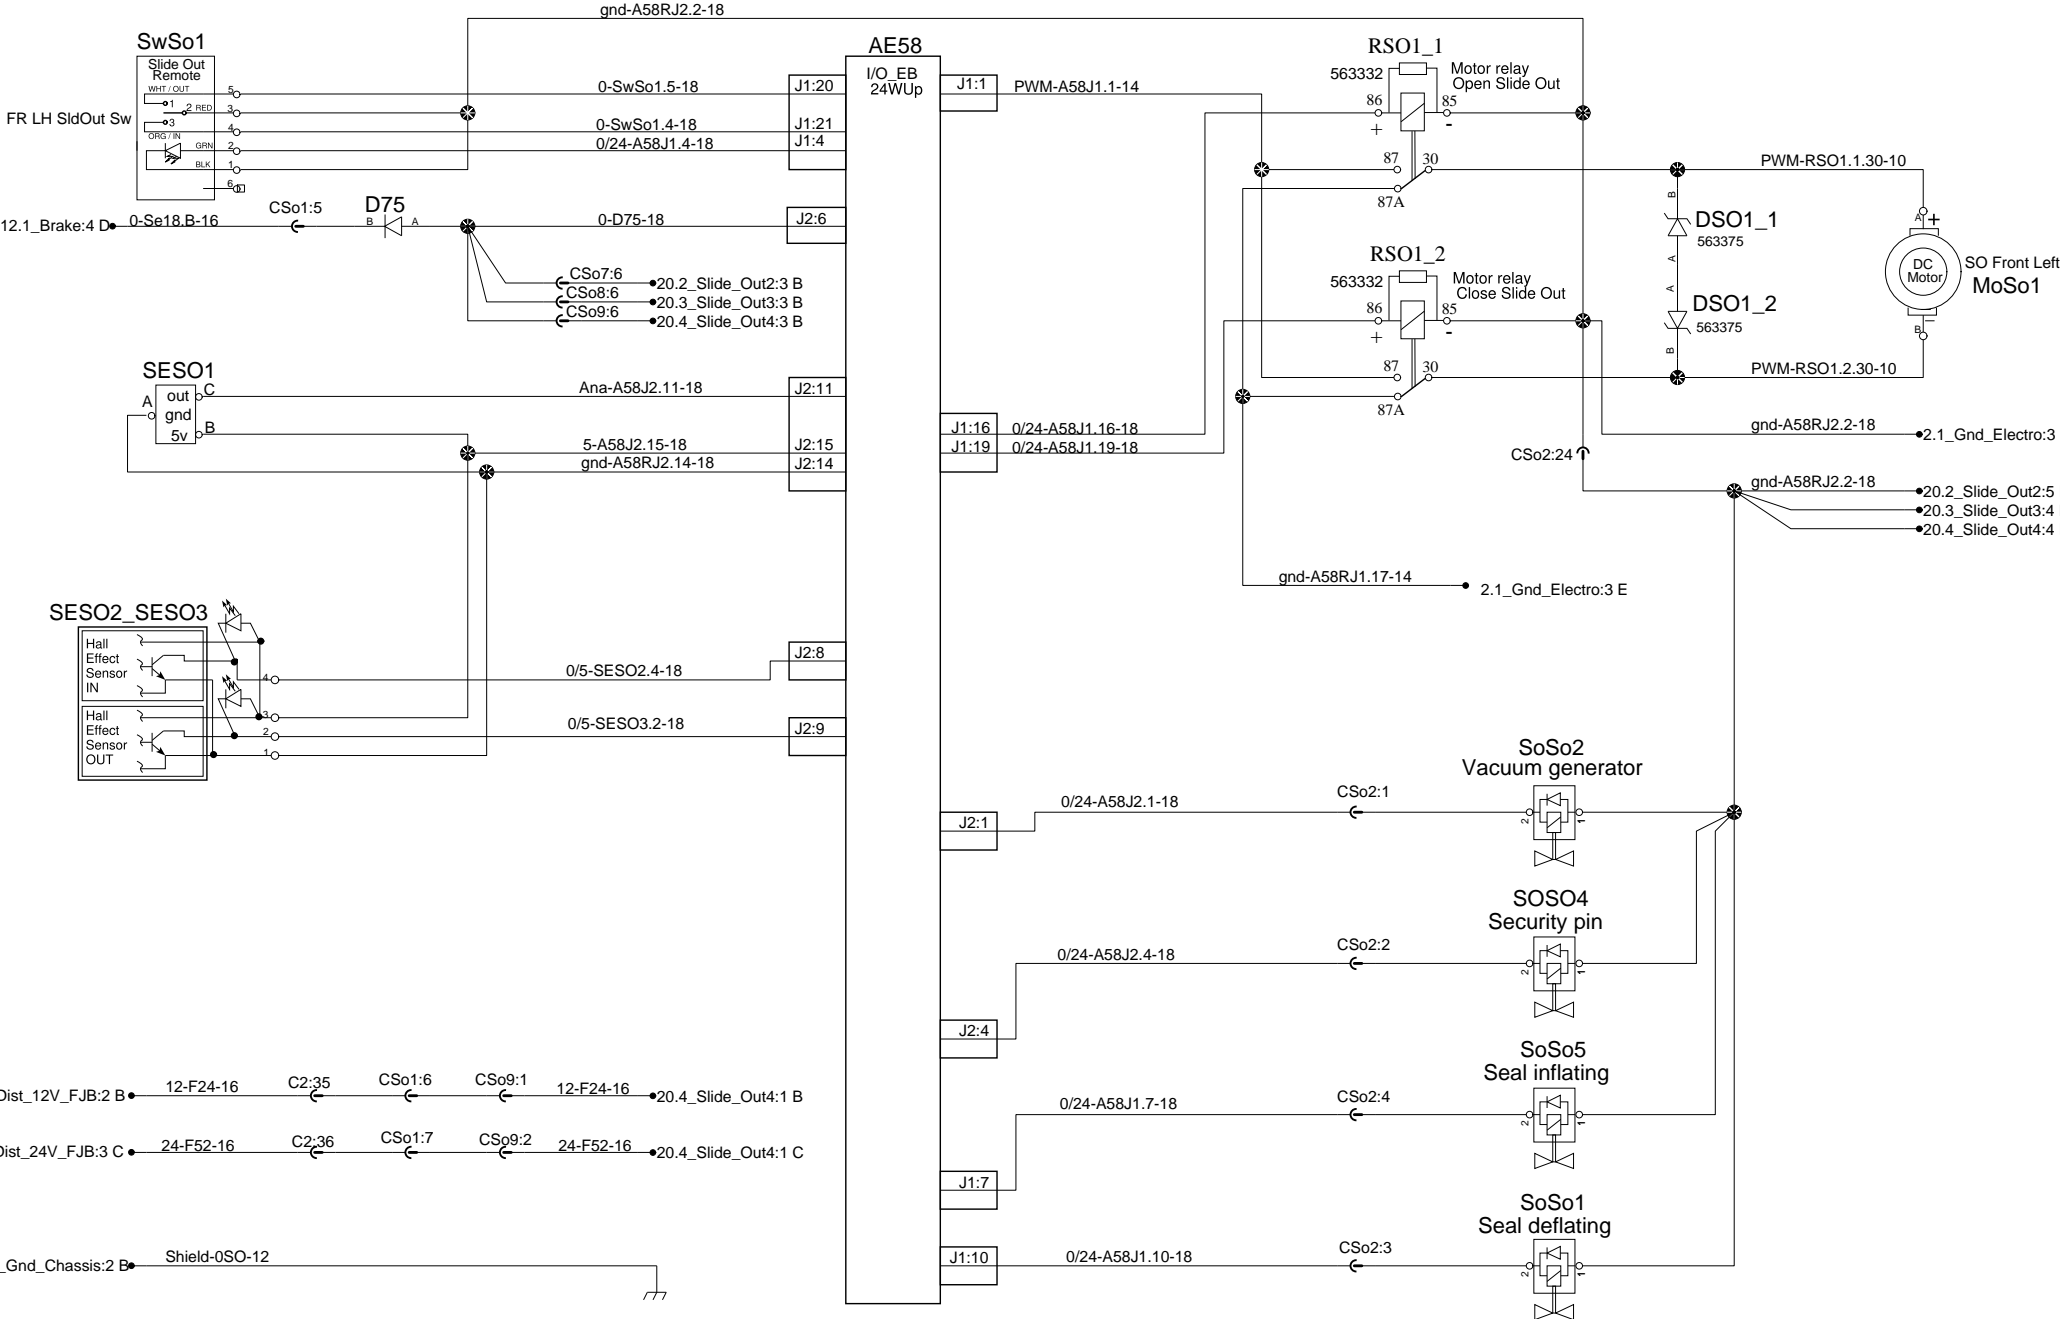 gnd-A58RJ2.2-18
SwSo1
Slide Out
Remote
WHT / OUT
5
1
2 RED
3
3
4
ORG / IN
GRN
2
BLK
1
6
FR LH SldOut Sw
0-SwSo1.5-18
0-SwSo1.4-18
0/24-A58J1.4-18
J1:20
J1:21
J1:4
AE58
I/O_EB
24WUp
J1:1
PWM-A58J1.1-14
RSO1_1
563332
Motor relay
Open Slide Out
86
85
+
-
87
30
87A
PWM-RSO1.1.30-10
12.1_Brake:4 D
0-Se18.B-16
CSo1:5
D75
B
A
0-D75-18
J2:6
CSo7:6
20.2_Slide_Out2:3 B
CSo8:6
20.3_Slide_Out3:3 B
CSo9:6
20.4_Slide_Out4:3 B
RSO1_2
563332
Motor relay
Close Slide Out
86
85
+
-
87
30
87A
PWM-RSO1.2.30-10
B
DSO1_1
563375
A
A
DSO1_2
563375
B
A
+
DC
Motor
SO Front Left
MoSo1
B
–
SESO1
A
out
gnd
5v
C
B
Ana-A58J2.11-18
5-A58J2.15-18
gnd-A58RJ2.14-18
J2:11
J2:15
J2:14
J1:16
J1:19
0/24-A58J1.16-18
0/24-A58J1.19-18
gnd-A58RJ2.2-18
2.1_Gnd_Electro:3
CSo2:24
gnd-A58RJ2.2-18
20.2_Slide_Out2:5
20.3_Slide_Out3:4
20.4_Slide_Out4:4
gnd-A58RJ1.17-14
2.1_Gnd_Electro:3 E
SESO2_SESO3
Hall
Effect
Sensor
IN
Hall
Effect
Sensor
OUT
4
3
2
1
0/5-SESO2.4-18
J2:8
0/5-SESO3.2-18
J2:9
SoSo2
Vacuum generator
J2:1
0/24-A58J2.1-18
CSo2:1
2
1
SOSO4
Security pin
0/24-A58J2.4-18
CSo2:2
2
1
J2:4
SoSo5
Seal inflating
0/24-A58J1.7-18
CSo2:4
2
1
J1:7
SoSo1
Seal deflating
J1:10
0/24-A58J1.10-18
CSo2:3
2
1
Dist_12V_FJB:2 B
12-F24-16
C2:35
CSo1:6
CSo9:1
12-F24-16
20.4_Slide_Out4:1 B
Dist_24V_FJB:3 C
24-F52-16
C2:36
CSo1:7
CSo9:2
24-F52-16
20.4_Slide_Out4:1 C
_Gnd_Chassis:2 B
Shield-0SO-12